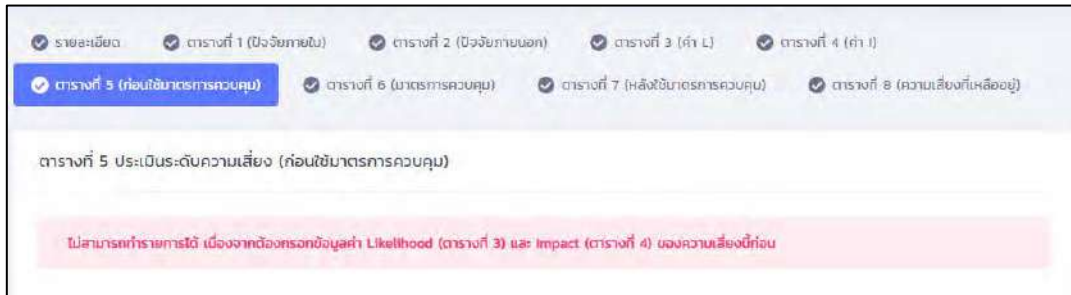 รายละเอียด ตารางที่ 1 (ปัจจัยภายใน) ตารางที่ 2 (ปัจจัยภายนอก) ตารางที่ 3 (ค่า L) ตารางที่ 4 (ค่า I)
ตารางที่ 5 (ก่อนใช้มาตรการควบคุม) ตารางที่ 6 (มาตรการควบคุม) ตารางที่ 7 (หลังใช้มาตรการควบคุม) ตารางที่ 8 (ความเสี่ยงที่เหลืออยู่)
ตารางที่ 5 ประเมินระดับความเสี่ยง (ก่อนใช้มาตรการควบคุม)
ไม่สามารถทำรายการได้ เนื่องจากต้องกรอกข้อมูลค่า Likelihood (ตารางที่ 3) และ Impact (ตารางที่ 4) ของความเสี่ยงนี้ก่อน